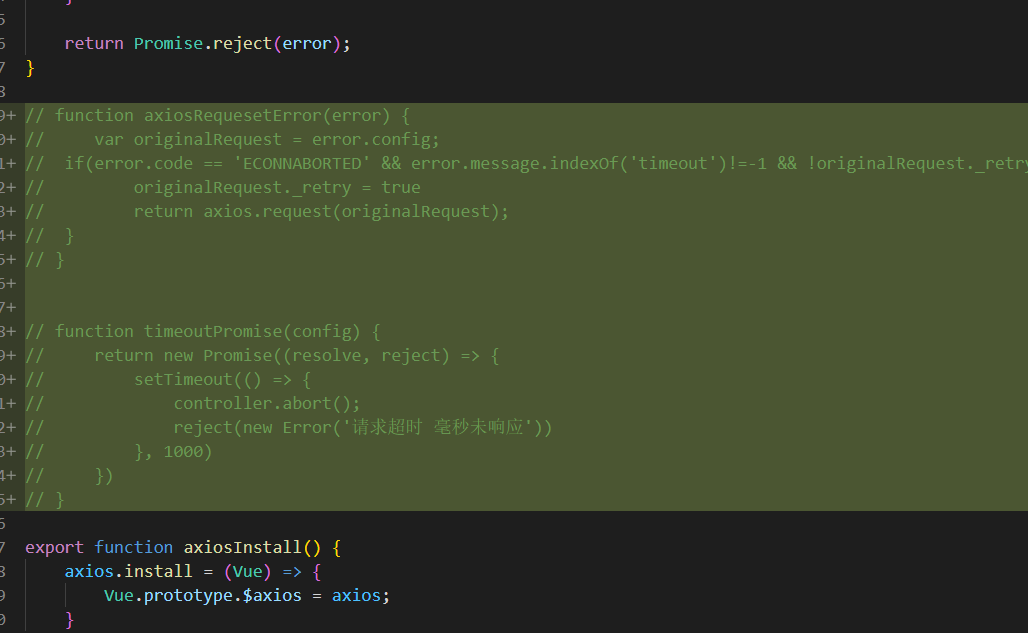 }
5
6 return Promise.reject(error);
7 }
8
9+ // function axiosRequesetError(error) {
0+ //     var originalRequest = error.config;
1+ //  if(error.code == 'ECONNABORTED' && error.message.indexOf('timeout')!=-1 && !originalRequest._retry
2+ //         originalRequest._retry = true
3+ //         return axios.request(originalRequest);
4+ //  }
5+ // }
6+
7+
8+ // function timeoutPromise(config) {
9+ //     return new Promise((resolve, reject) => {
0+ //         setTimeout(() => {
1+ //             controller.abort();
2+ //             reject(new Error('请求超时 毫秒未响应'))
3+ //         }, 1000)
4+ //     })
5+ // }
6
7 export function axiosInstall() {
8     axios.install = (Vue) => {
9         Vue.prototype.$axios = axios;
0     }